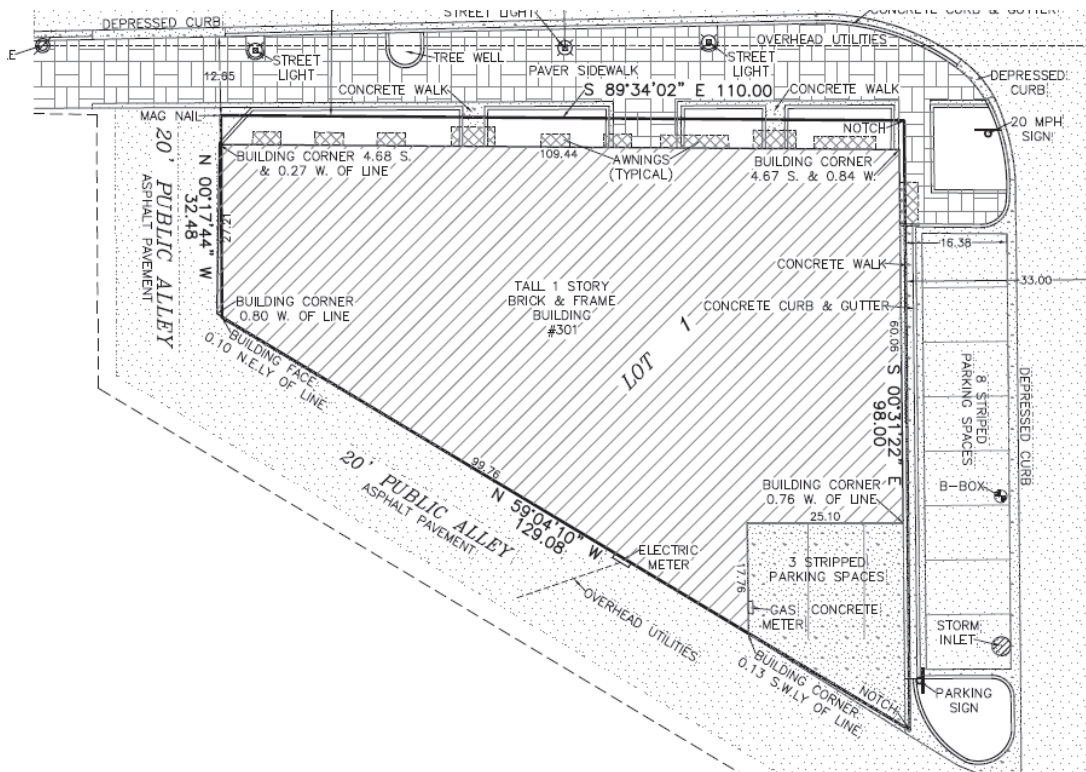 DEPRESSED CURB
STREET LIGHT
CONCRETE CURB & GUTTER
.E
STREET
LIGHT
TREE WELL
STREET
LIGHT
OVERHEAD UTILITIES
DEPRESSED
CURB
12.65
PAVER SIDEWALK
CONCRETE WALK
S 89°34'02" E 110.00
CONCRETE WALK
MAG NAIL
NOTCH
20 MPH
SIGN
BUILDING CORNER 4.68 S.
& 0.27 W. OF LINE
109.44
AWNINGS
(TYPICAL)
BUILDING CORNER
4.67 S. & 0.84 W.
20' PUBLIC ALLEY
ASPHALT PAVEMENT
N 00°17'44" W
32.48
27.21
16.38
CONCRETE WALK
33.00
TALL 1 STORY
BRICK & FRAME
BUILDING
#301
CONCRETE CURB & GUTTER
BUILDING CORNER
0.80 W. OF LINE
BUILDING FACE
0.10 N.E.LY OF LINE
LOT 1
60.06
S 00°31'22" E
98.00
8 STRIPED
PARKING SPACES
DEPRESSED CURB
20' PUBLIC ALLEY
ASPHALT PAVEMENT
99.76
N 59°04'10" W
129.08
BUILDING CORNER
0.76 W. OF LINE
B-BOX
25.10
ELECTRIC
METER
17.76
3 STRIPPED
PARKING SPACES
OVERHEAD UTILITIES
GAS
METER
CONCRETE
STORM
INLET
BUILDING CORNER
0.13 S.W.LY OF LINE
NOTCH
PARKING
SIGN